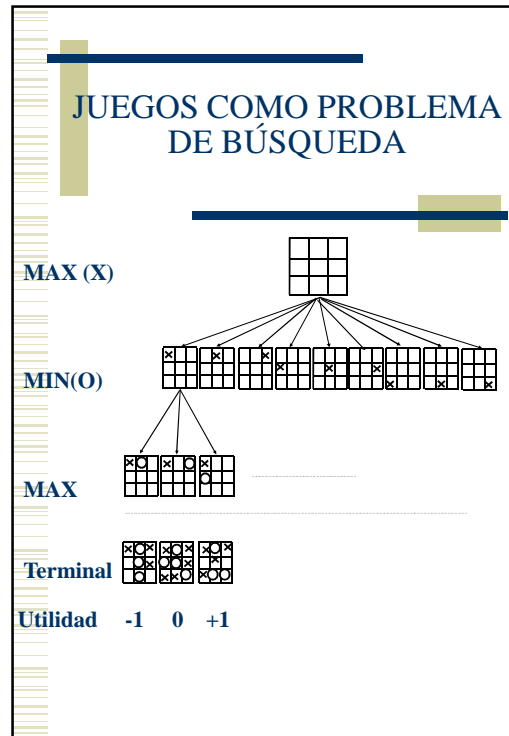 JUEGOS COMO PROBLEMA
DE BÚSQUEDA
MAX (X)
MIN(O)
MAX
Terminal
Utilidad -1 0 +1